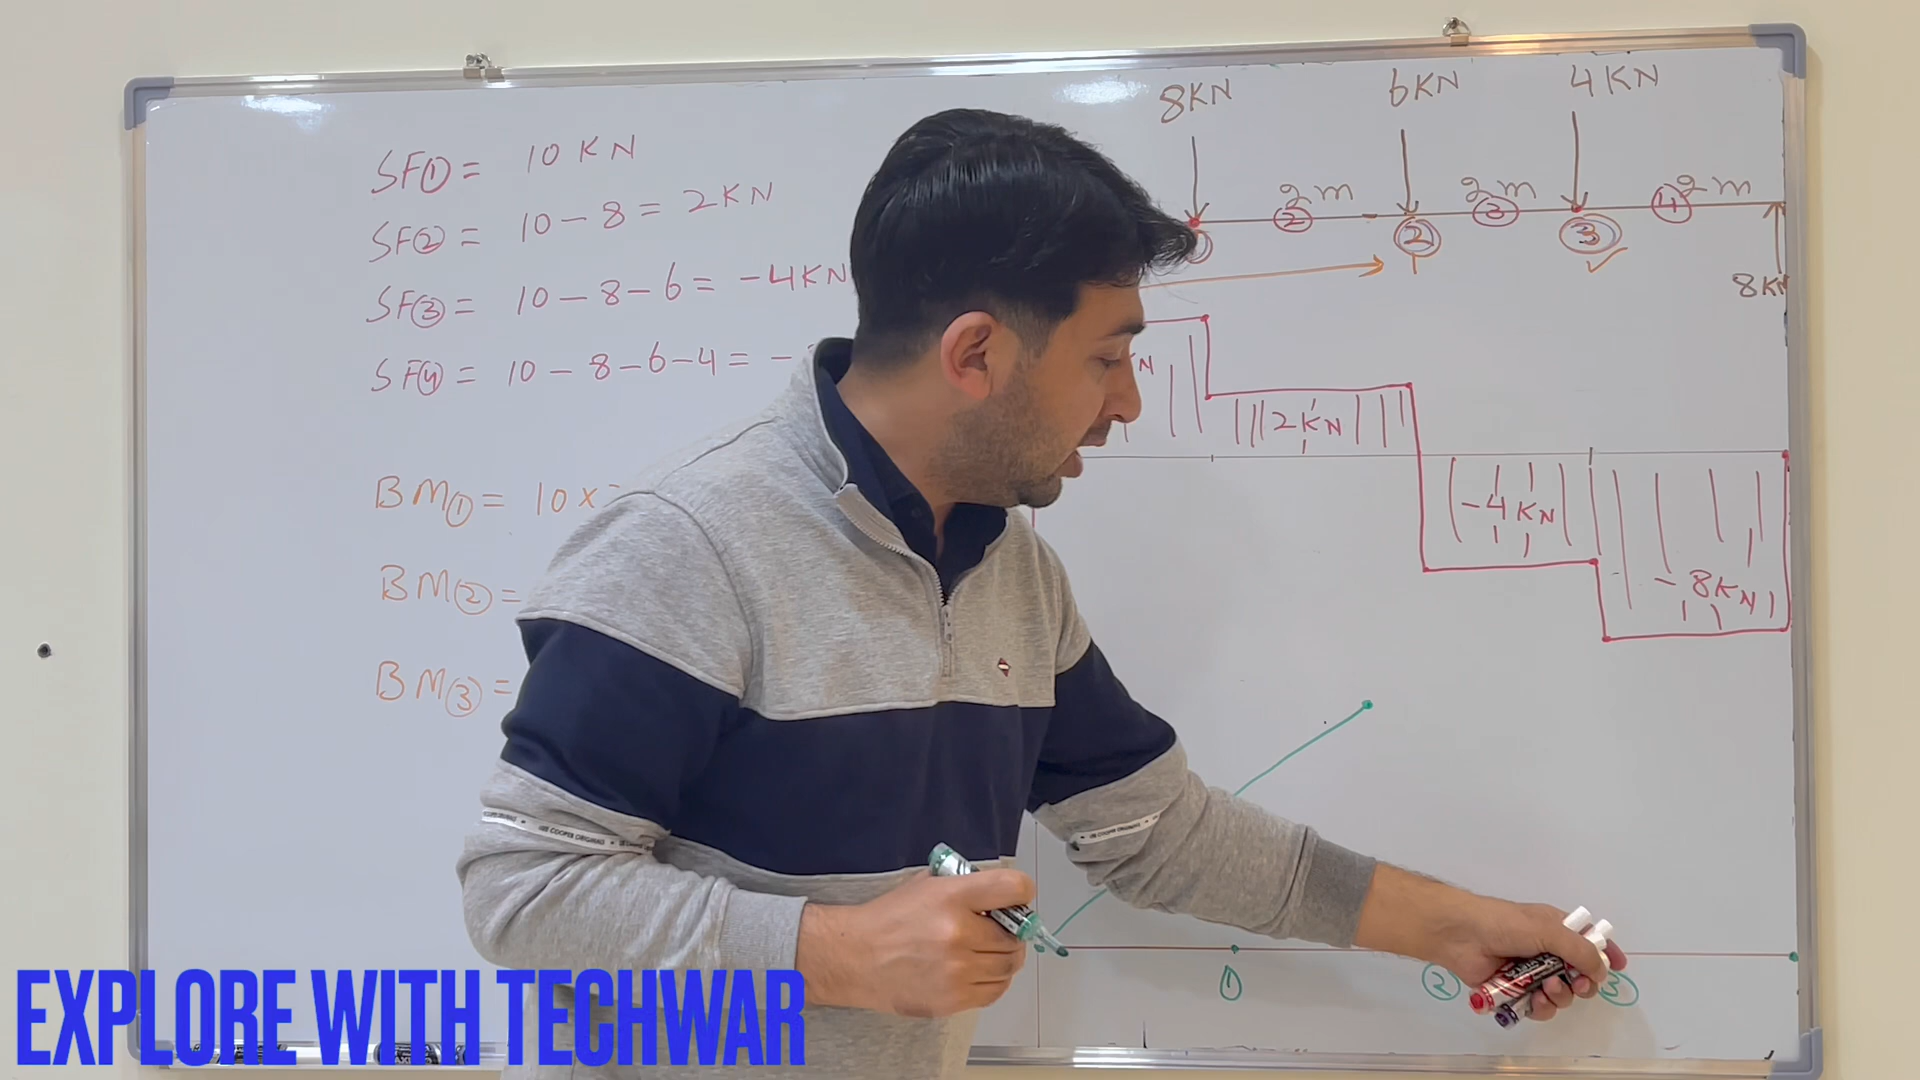 8KN 6KN 4KN
2m 2m 2m
② ③ ④
② ③
8KN
SF① = 10 KN
SF② = 10 - 8 = 2KN
SF③ = 10 - 8 - 6 = -4KN
SF④ = 10 - 8 - 6 - 4 = -
2KN
-4KN
-8KN
BM① = 10 ×
BM② =
BM③ =
① ② ③
EXPLORE WITH TECHWAR